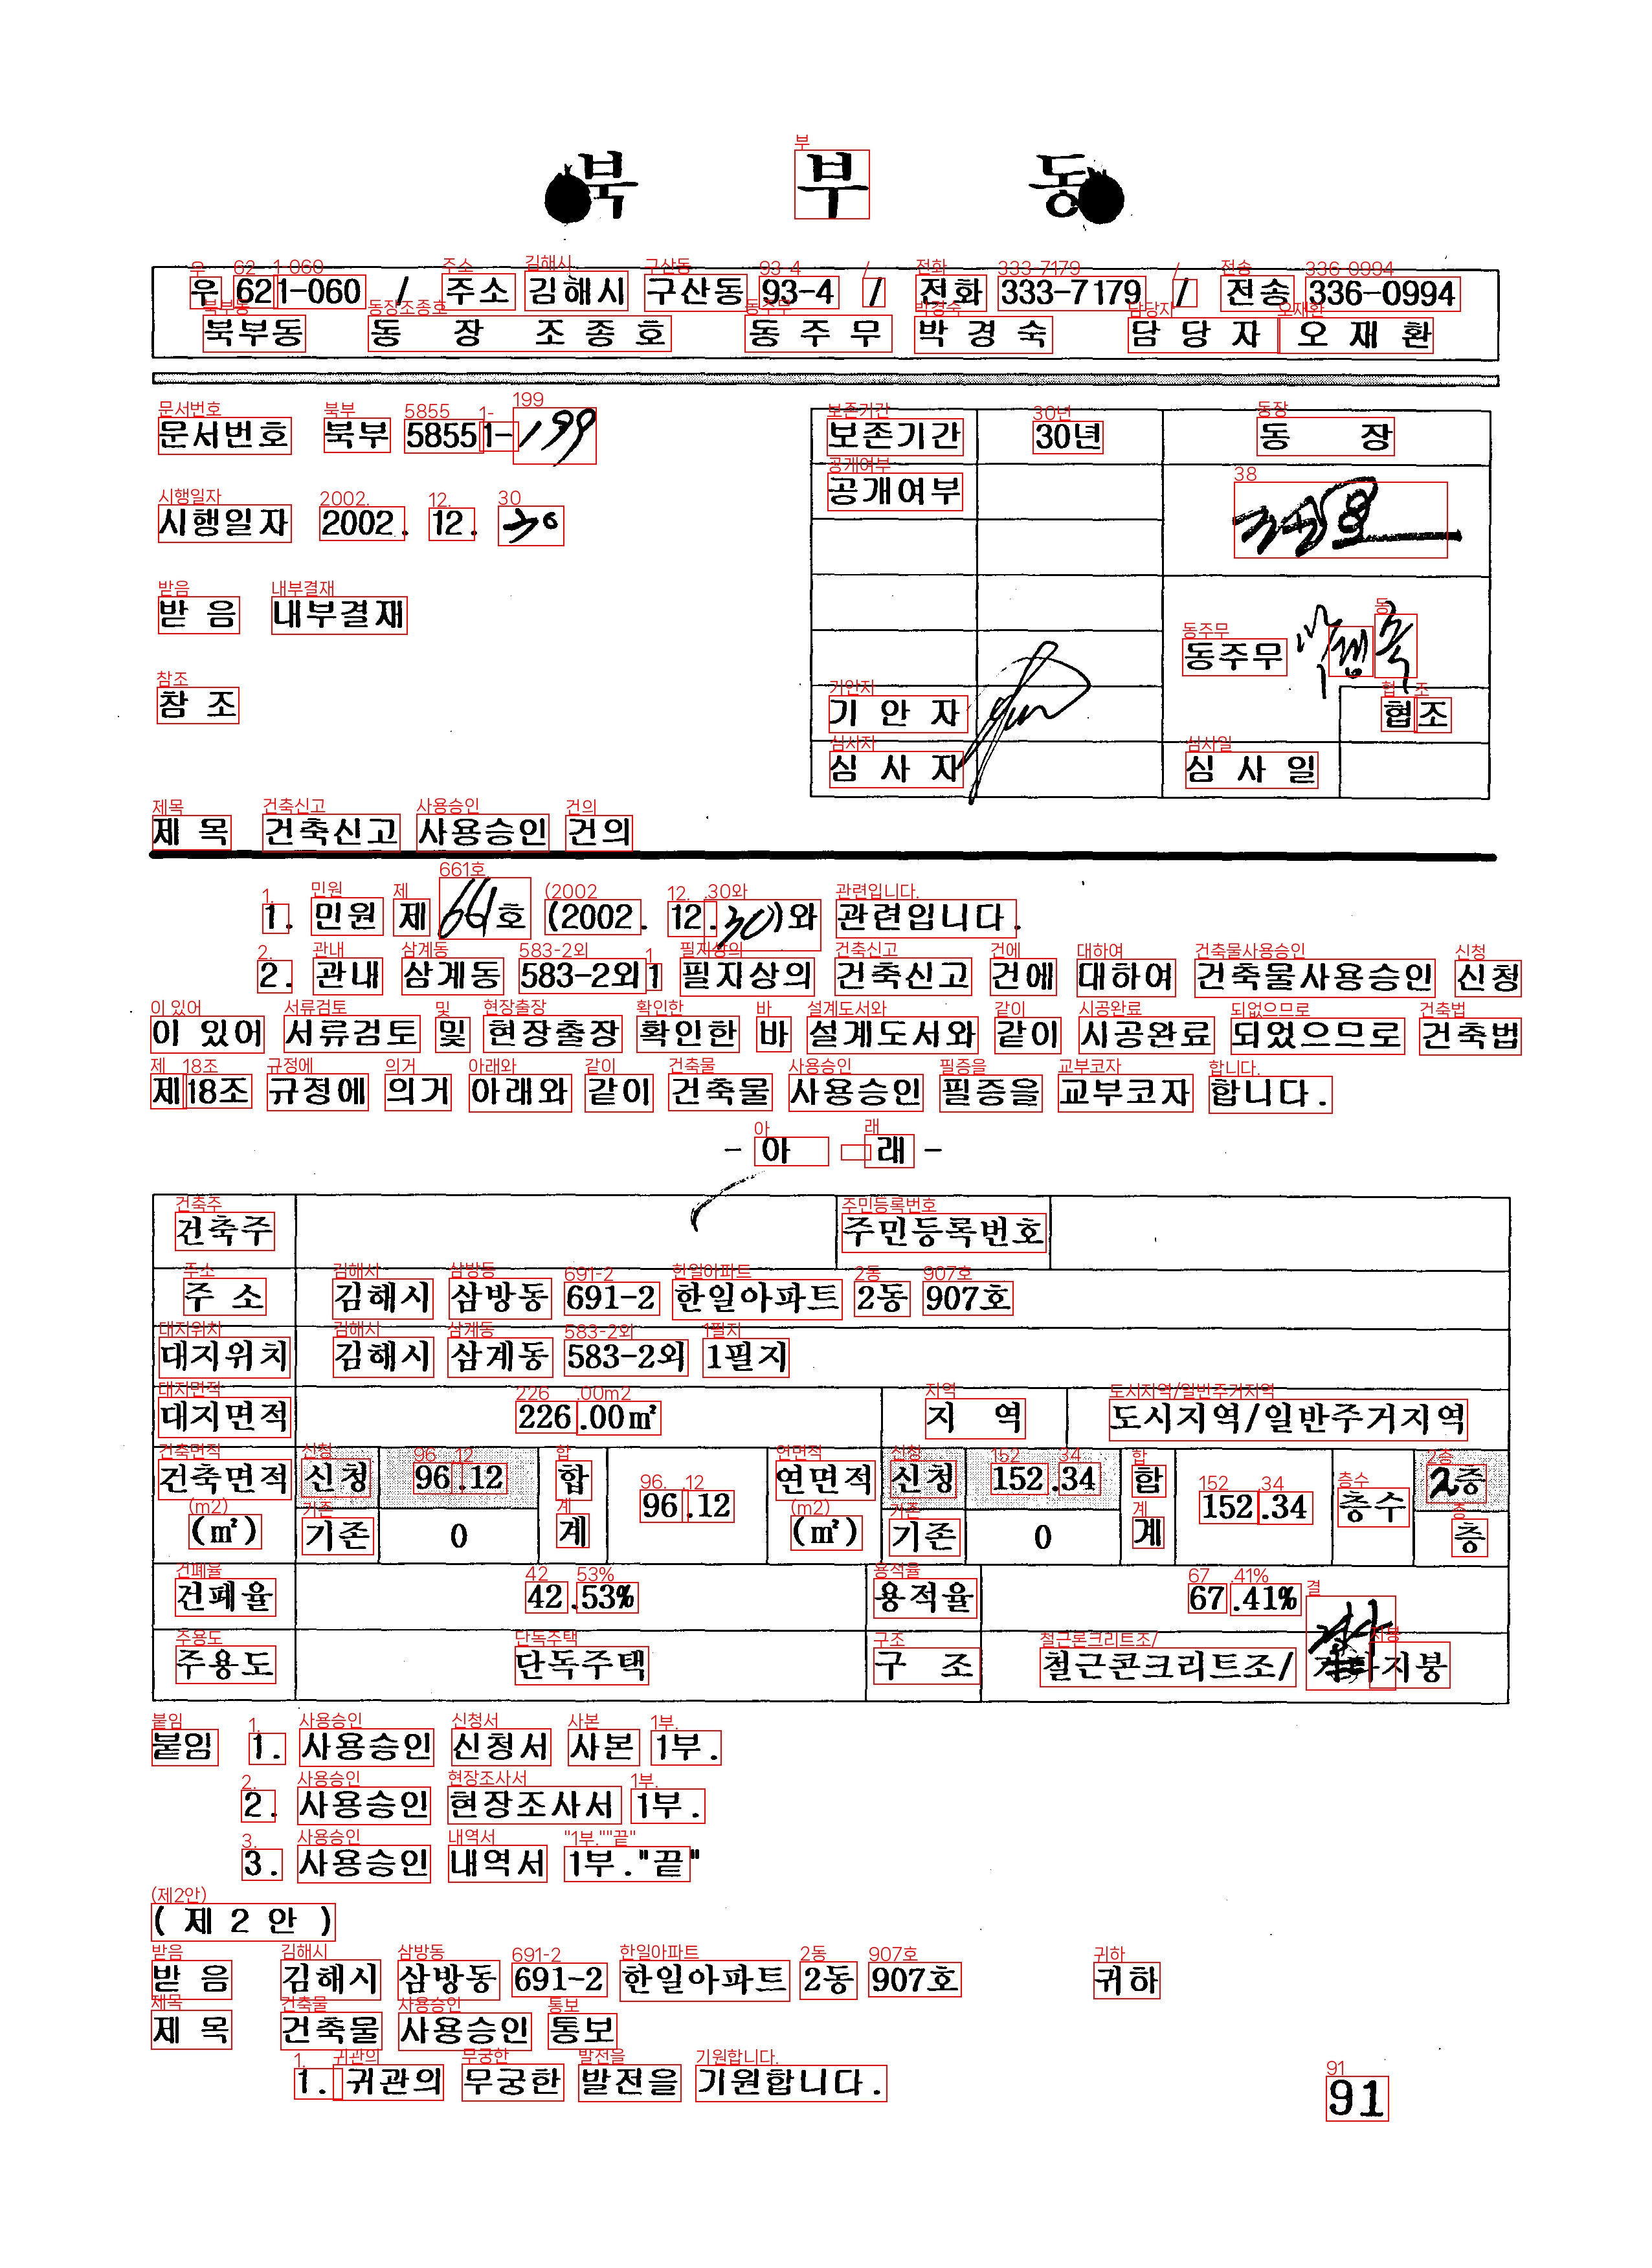 북 부 동
우 621-060 / 주소 김해시 구산동 93-4 / 전화 333-7179 / 전송 336-0994
북부동 동 장 조 종 호 동 주 무 박 경 숙 담 당 자 오 재 환
문서번호 북부 58551-199
시행일자 2002. 12. 30
받 음 내부결재
참 조
보존기간 30년 동 장
공개여부
동주무
기 안 자 협조
심 사 자 심 사 일
제 목 건축신고 사용승인 건의
1. 민원 제 661호 (2002. 12.30)와 관련입니다.
2. 관내 삼계동 583-2외1 필지상의 건축신고 건에 대하여 건축물사용승인 신청
이 있어 서류검토 및 현장출장 확인한 바 설계도서와 같이 시공완료 되었으므로 건축법
제18조 규정에 의거 아래와 같이 건축물 사용승인 필증을 교부코자 합니다.
- 아 래 -
건축주 주민등록번호
주 소 김해시 삼방동 691-2 한일아파트 2동 907호
대지위치 김해시 삼계동 583-2외 1필지
대지면적 226.00㎡ 지 역 도시지역/일반주거지역
건축면적 (㎡) 신청 96.12 합계 96.12 연면적 (㎡) 신청 152.34 합계 152.34 층수 2층
기존 0 기존 0 층
건폐율 42.53% 용적율 67.41%
주용도 단독주택 구 조 철근콘크리트조/ 지붕
붙임 1. 사용승인 신청서 사본 1부.
2. 사용승인 현장조사서 1부.
3. 사용승인 내역서 1부."끝"
( 제 2 안 )
받 음 김해시 삼방동 691-2 한일아파트 2동 907호 귀하
제 목 건축물 사용승인 통보
1. 귀관의 무궁한 발전을 기원합니다.
91